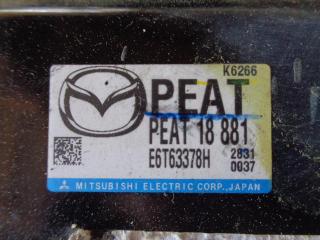 K6266
PEAT
PEAT 18 881
E6T63378H 2831
0037
MITSUBISHI ELECTRIC CORP., JAPAN